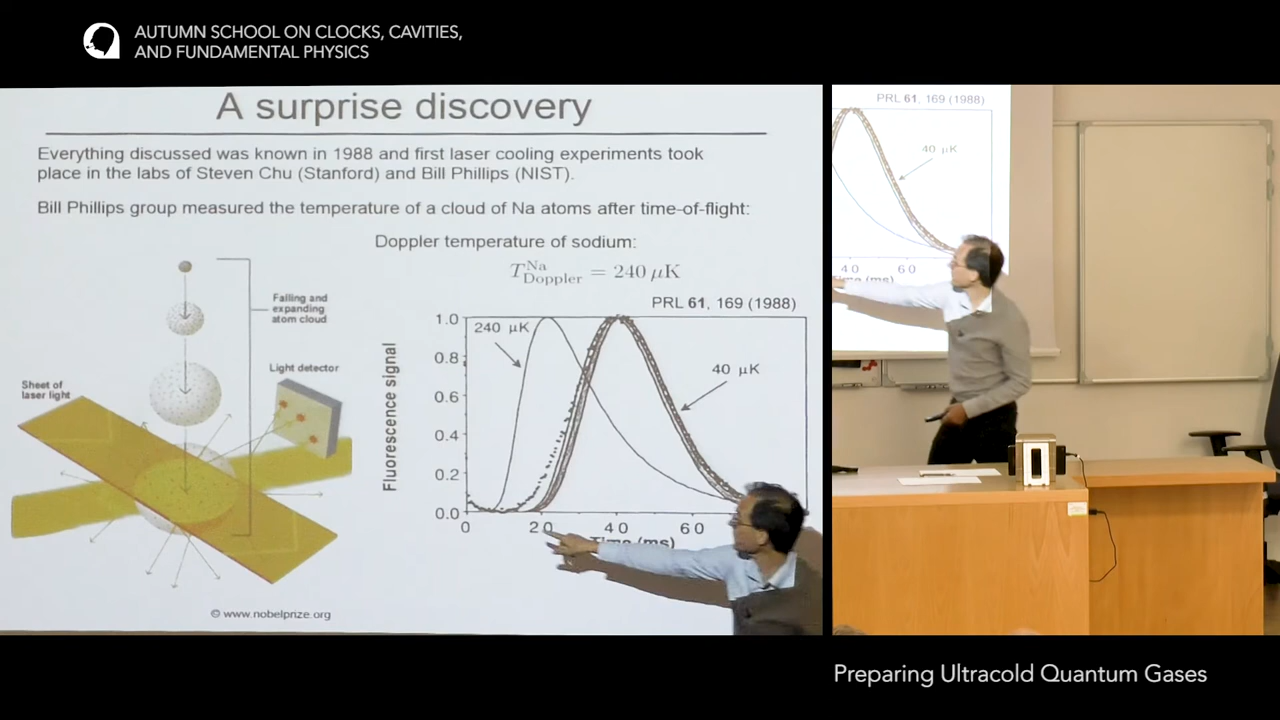 AUTUMN SCHOOL ON CLOCKS, CAVITIES,
AND FUNDAMENTAL PHYSICS
A surprise discovery
Everything discussed was known in 1988 and first laser cooling experiments took
place in the labs of Steven Chu (Stanford) and Bill Phillips (NIST).
Bill Phillips group measured the temperature of a cloud of Na atoms after time-of-flight:
Doppler temperature of sodium:
T^Na_Doppler = 240 μK
PRL 61, 169 (1988)
Falling and
expanding
atom cloud
Light detector
Sheet of
laser light
© www.nobelprize.org
Fluorescence signal
1.0
0.8
0.6
0.4
0.2
0.0
240 μK
40 μK
0
20
40
60
Time (ms)
PRL 61, 169 (1988)
40 μK
40
60
(ms)
Preparing Ultracold Quantum Gases